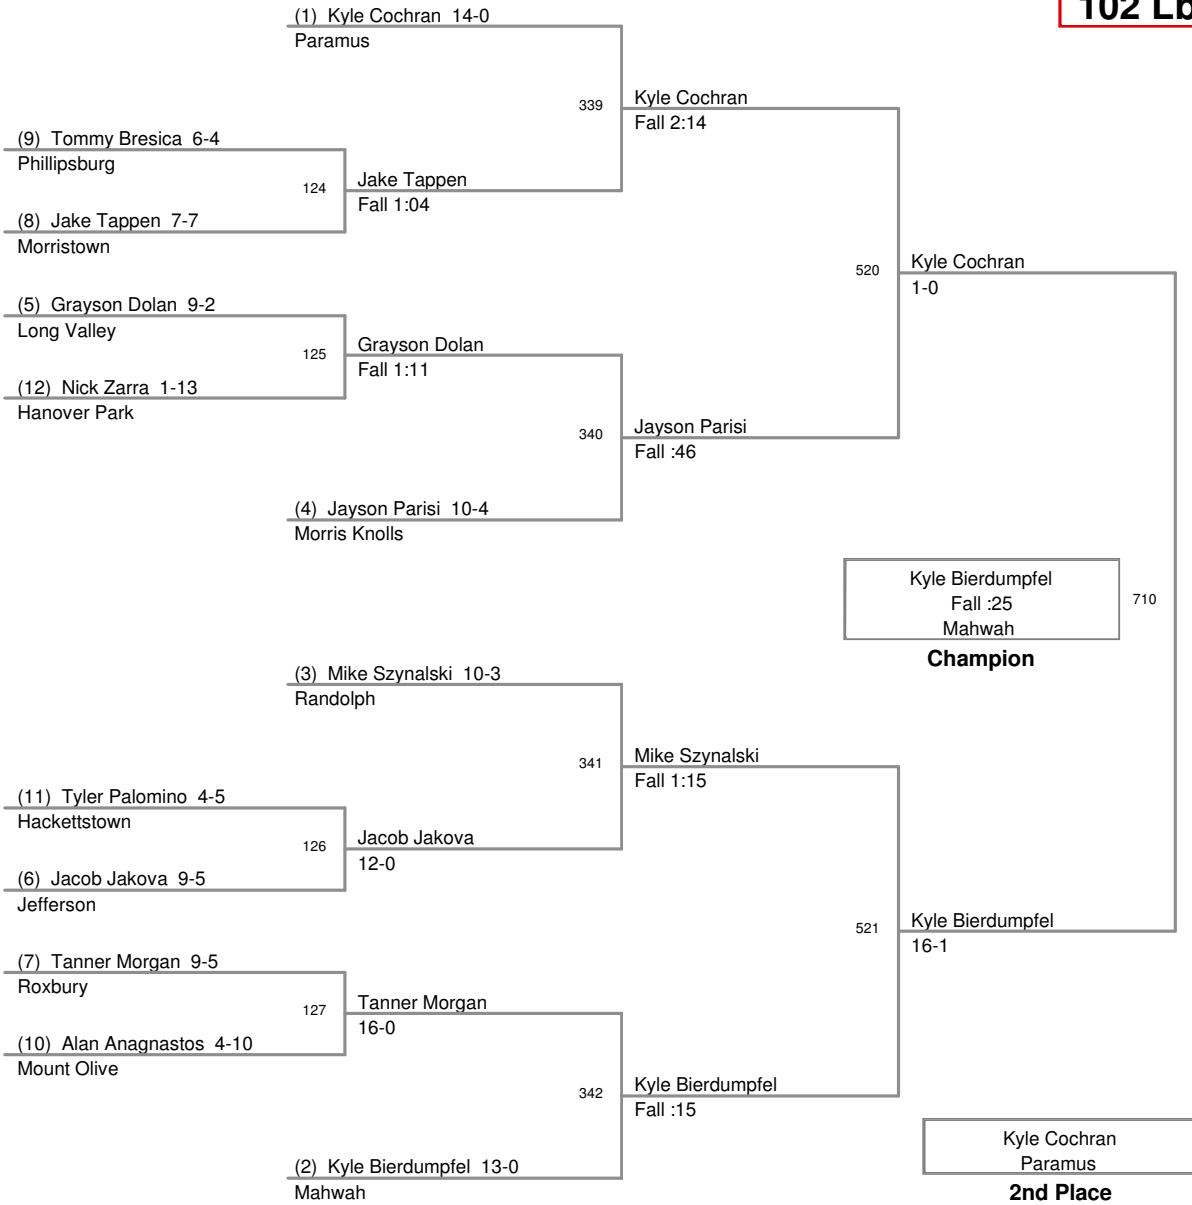 102 Lb
(1) Kyle Cochran 14-0
Paramus
339
Kyle Cochran
Fall 2:14
(9) Tommy Bresica 6-4
Phillipsburg
124
Jake Tappen
Fall 1:04
(8) Jake Tappen 7-7
Morristown
520
Kyle Cochran
1-0
(5) Grayson Dolan 9-2
Long Valley
125
Grayson Dolan
Fall 1:11
(12) Nick Zarra 1-13
Hanover Park
340
Jayson Parisi
Fall :46
(4) Jayson Parisi 10-4
Morris Knolls
Kyle Bierdumpfel
Fall :25
Mahwah
710
Champion
(3) Mike Szynalski 10-3
Randolph
341
Mike Szynalski
Fall 1:15
(11) Tyler Palomino 4-5
Hackettstown
126
Jacob Jakova
12-0
(6) Jacob Jakova 9-5
Jefferson
521
Kyle Bierdumpfel
16-1
(7) Tanner Morgan 9-5
Roxbury
127
Tanner Morgan
16-0
(10) Alan Anagnastos 4-10
Mount Olive
342
Kyle Bierdumpfel
Fall :15
(2) Kyle Bierdumpfel 13-0
Mahwah
Kyle Cochran
Paramus
2nd Place